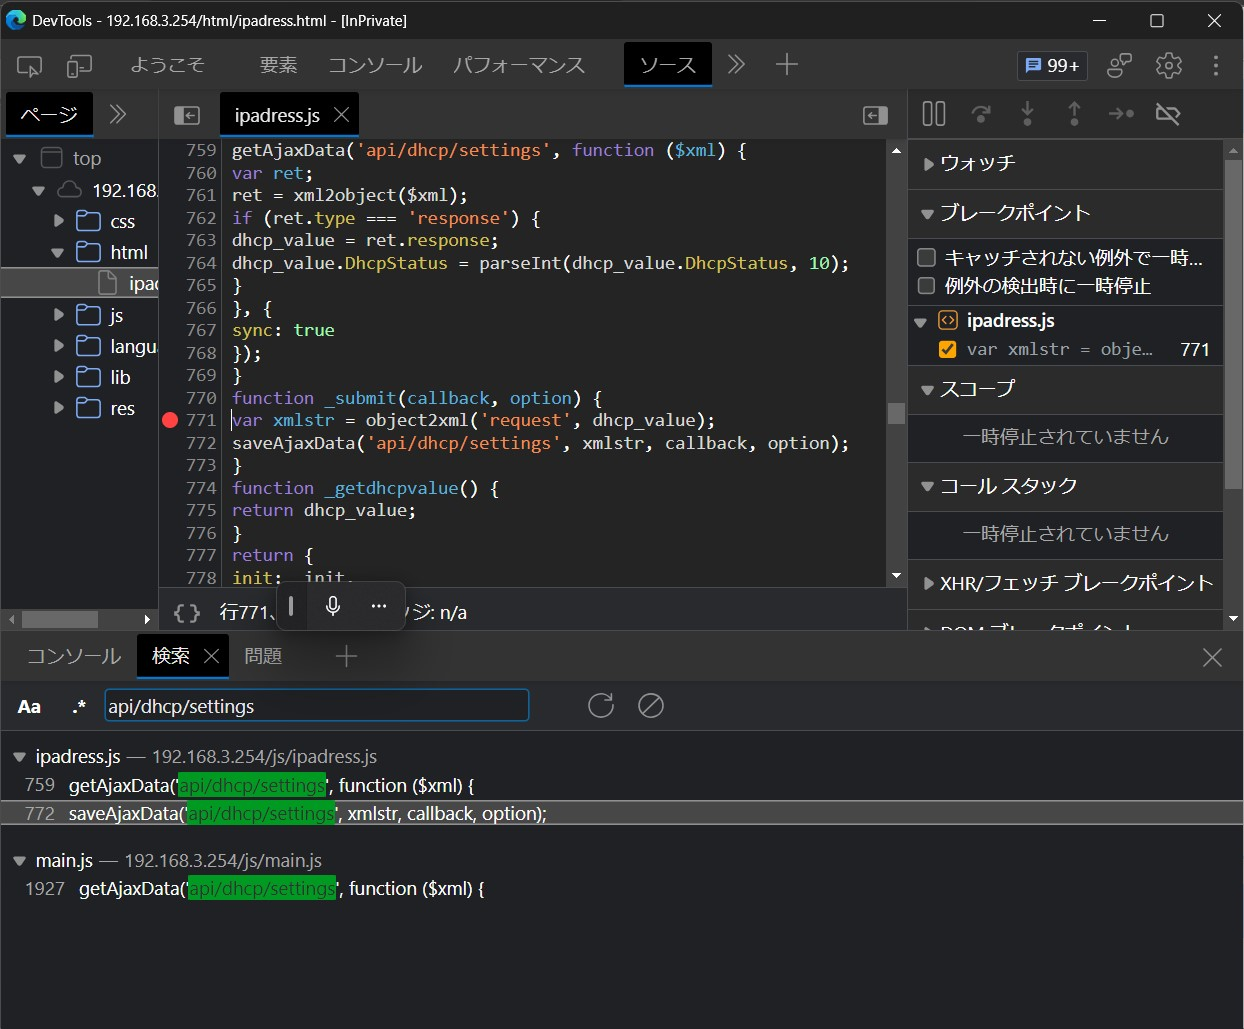 DevTools - 192.168.3.254/html/ipadress.html - [InPrivate]
ようこそ 要素 コンソール パフォーマンス ソース 99+
ページ ipadress.js
top
192.168.
css
html
ipac
js
langu
lib
res
759 getAjaxData('api/dhcp/settings', function ($xml) {
760 var ret;
761 ret = xml2object($xml);
762 if (ret.type === 'response') {
763 dhcp_value = ret.response;
764 dhcp_value.DhcpStatus = parseInt(dhcp_value.DhcpStatus, 10);
765 }
766 }, {
767 sync: true
768 });
769 }
770 function _submit(callback, option) {
771 var xmlstr = object2xml('request', dhcp_value);
772 saveAjaxData('api/dhcp/settings', xmlstr, callback, option);
773 }
774 function _getdhcpvalue() {
775 return dhcp_value;
776 }
777 return {
778 init: _init,
{} 行771、 ッジ: n/a
ウォッチ
ブレークポイント
キャッチされない例外で一時...
例外の検出時に一時停止
ipadress.js
var xmlstr = obje... 771
スコープ
一時停止されていません
コール スタック
一時停止されていません
XHR/フェッチ ブレークポイント
DOM ブレークポイント
コンソール 検索 問題
Aa .* api/dhcp/settings
ipadress.js — 192.168.3.254/js/ipadress.js
759 getAjaxData('api/dhcp/settings', function ($xml) {
772 saveAjaxData('api/dhcp/settings', xmlstr, callback, option);
main.js — 192.168.3.254/js/main.js
1927 getAjaxData('api/dhcp/settings', function ($xml) {